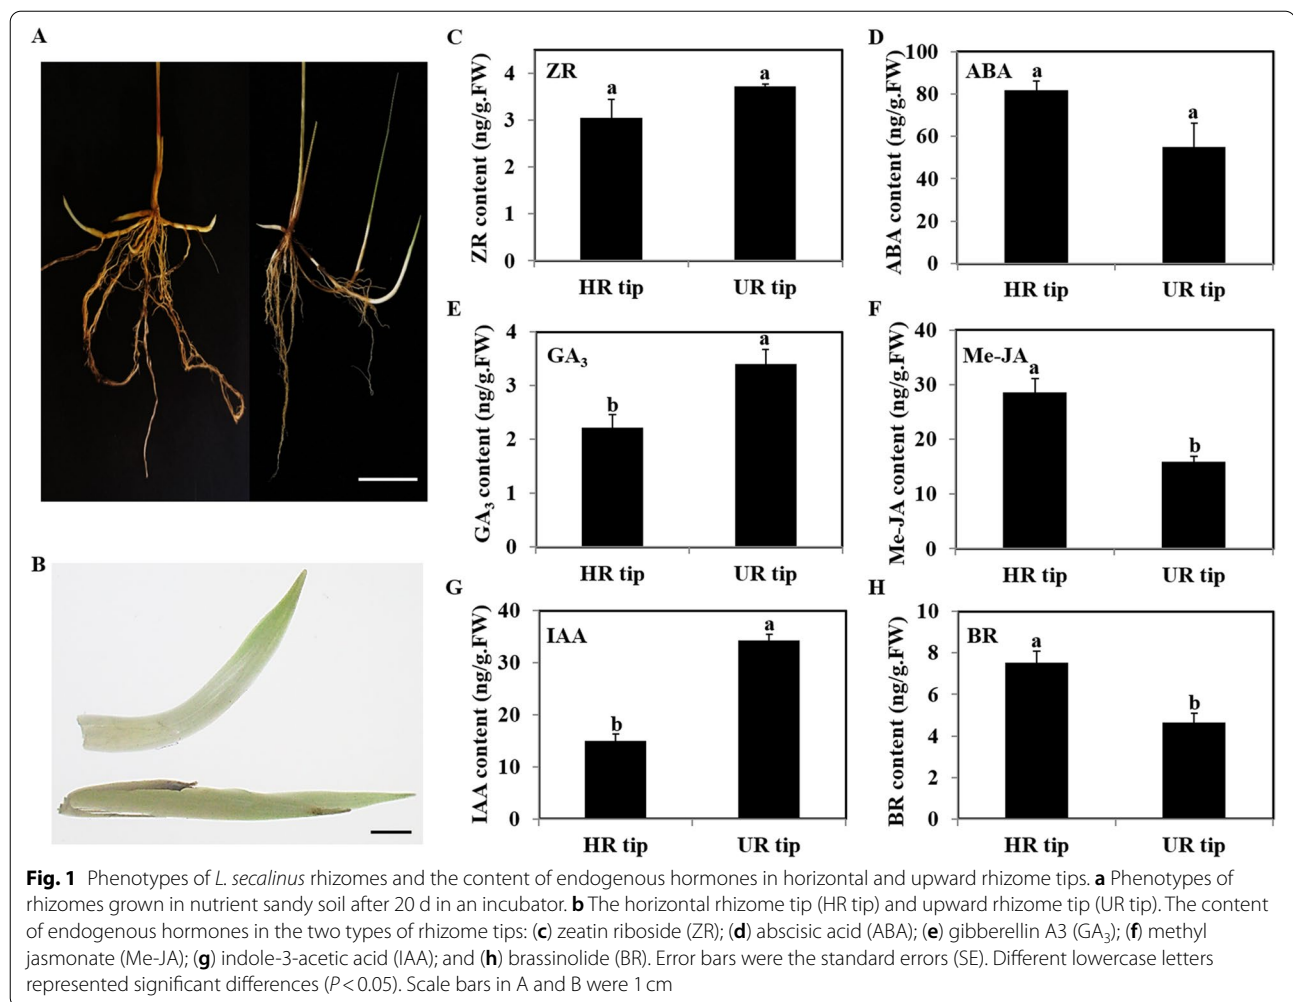 A
B
C
ZR
ZR content (ng/g.FW)
4
3
2
1
0
a
a
HR tip
UR tip
D
ABA
ABA content (ng/g.FW)
100
80
60
40
20
0
a
a
HR tip
UR tip
E
GA3
GA3 content (ng/g.FW)
4
3
2
1
0
b
a
HR tip
UR tip
F
Me-JA
Me-JA content (ng/g.FW)
40
30
20
10
0
a
b
HR tip
UR tip
G
IAA
IAA content (ng/g.FW)
40
30
20
10
0
b
a
HR tip
UR tip
H
BR
BR content (ng/g.FW)
10
8
6
4
2
0
a
b
HR tip
UR tip
Fig. 1 Phenotypes of L. secalinus rhizomes and the content of endogenous hormones in horizontal and upward rhizome tips. a Phenotypes of
rhizomes grown in nutrient sandy soil after 20 d in an incubator. b The horizontal rhizome tip (HR tip) and upward rhizome tip (UR tip). The content
of endogenous hormones in the two types of rhizome tips: (c) zeatin riboside (ZR); (d) abscisic acid (ABA); (e) gibberellin A3 (GA3); (f) methyl
jasmonate (Me-JA); (g) indole-3-acetic acid (IAA); and (h) brassinolide (BR). Error bars were the standard errors (SE). Different lowercase letters
represented significant differences (P < 0.05). Scale bars in A and B were 1 cm